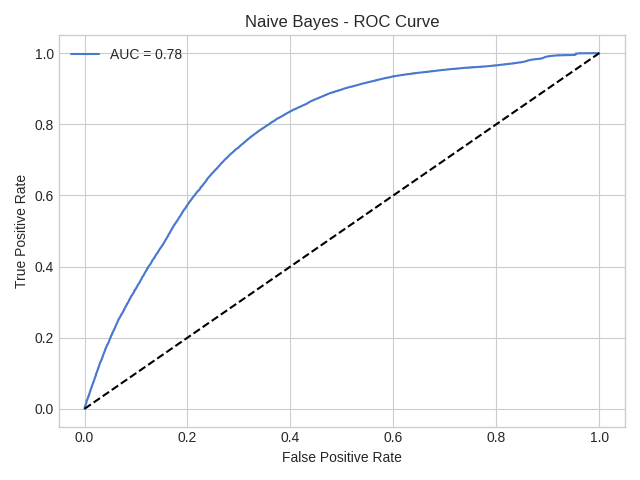 Naive Bayes - ROC Curve
AUC = 0.78
1.0
0.8
0.6
0.4
0.2
0.0
True Positive Rate
0.0 0.2 0.4 0.6 0.8 1.0
False Positive Rate